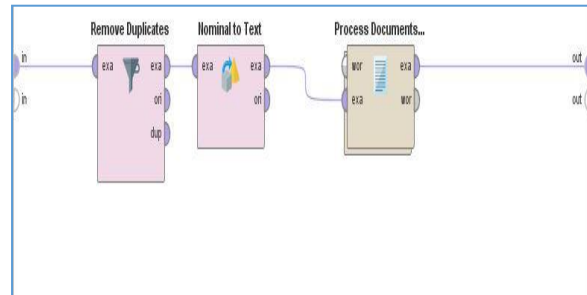 Remove Duplicates
Nominal to Text
Process Documents...
in
in
exa
exa
ori
dup
exa
exa
ori
wor
exa
exa
wor
out
out